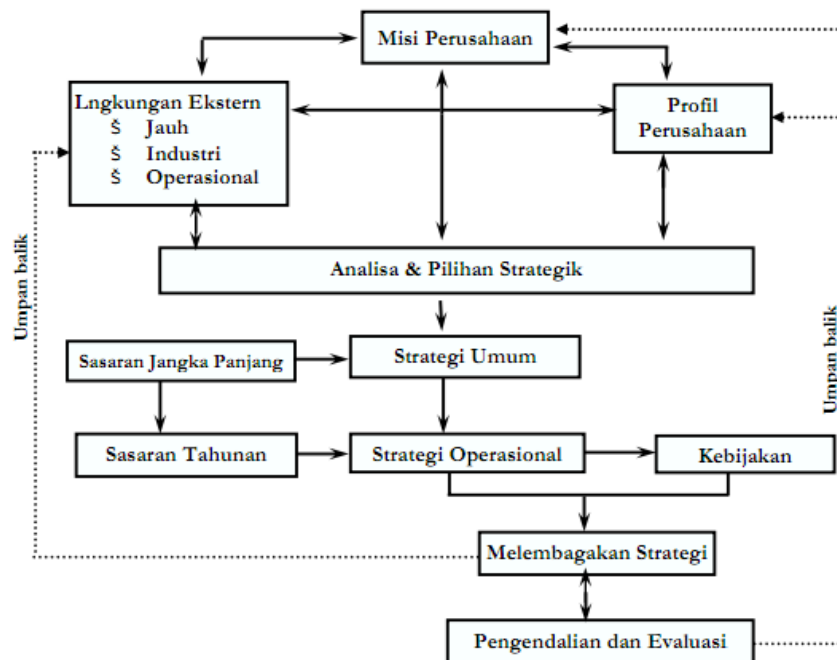 Misi Perusahaan
Lngkungan Ekstern
Š Jauh
Š Industri
Š Operasional
Profil
Perusahaan
Analisa & Pilihan Strategik
Umpan balik
Sasaran Jangka Panjang
Strategi Umum
Umpan balik
Sasaran Tahunan
Strategi Operasional
Kebijakan
Melembagakan Strategi
Pengendalian dan Evaluasi